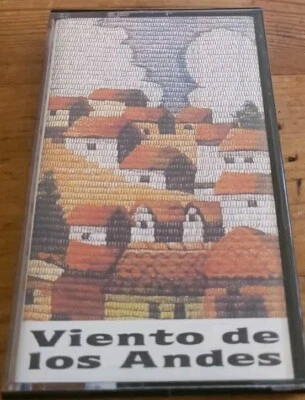 Viento de
los Andes